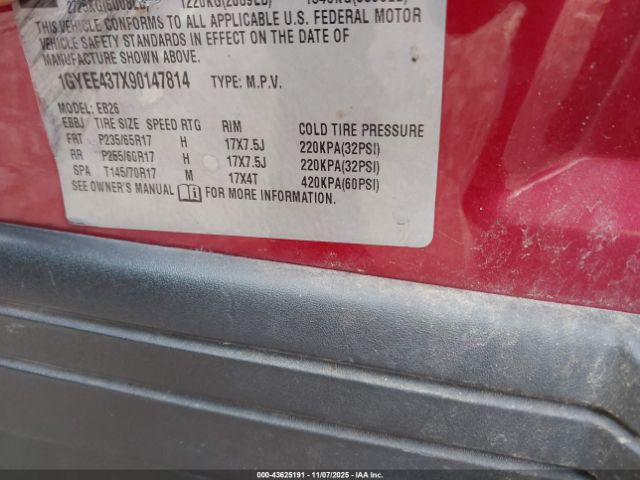 THIS VEHICLE CONFORMS TO ALL APPLICABLE U.S. FEDERAL MOTOR
VEHICLE SAFETY STANDARDS IN EFFECT ON THE DATE OF
MANUFACTURE SHOWN ABOVE.
1GYEE437X90147814 TYPE: M.P.V.
MODEL: EB26
EBBJ TIRE SIZE SPEED RTG RIM COLD TIRE PRESSURE
FRT P235/65R17 H 17X7.5J 220KPA(32PSI)
RR P255/60R17 H 17X7.5J 220KPA(32PSI)
SPA T145/70R17 M 17X4T 420KPA(60PSI)
SEE OWNER'S MANUAL FOR MORE INFORMATION.
000-43625191 - 11/07/2025 - IAAI.COM